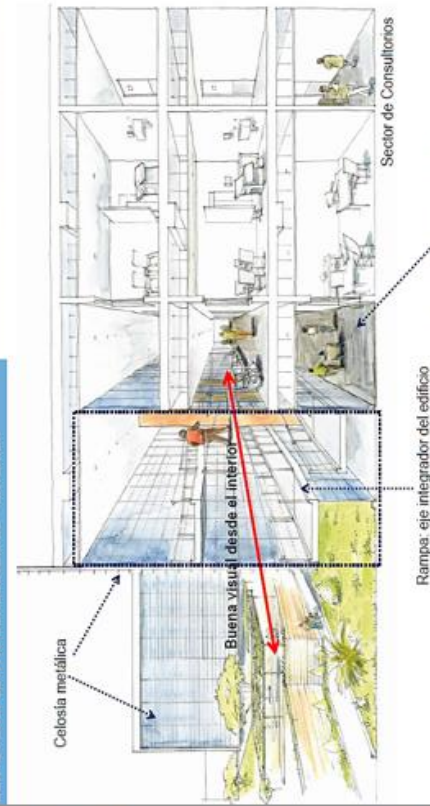 Celosía metálica
Buena visual desde el interior
Sector de Consultorios
Rampa: eje integrador del edificio